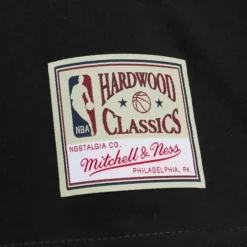 HARDWOOD
CLASSICS
NBA
NOSTALGIA CO.
Mitchell & Ness
PHILADELPHIA, PA.